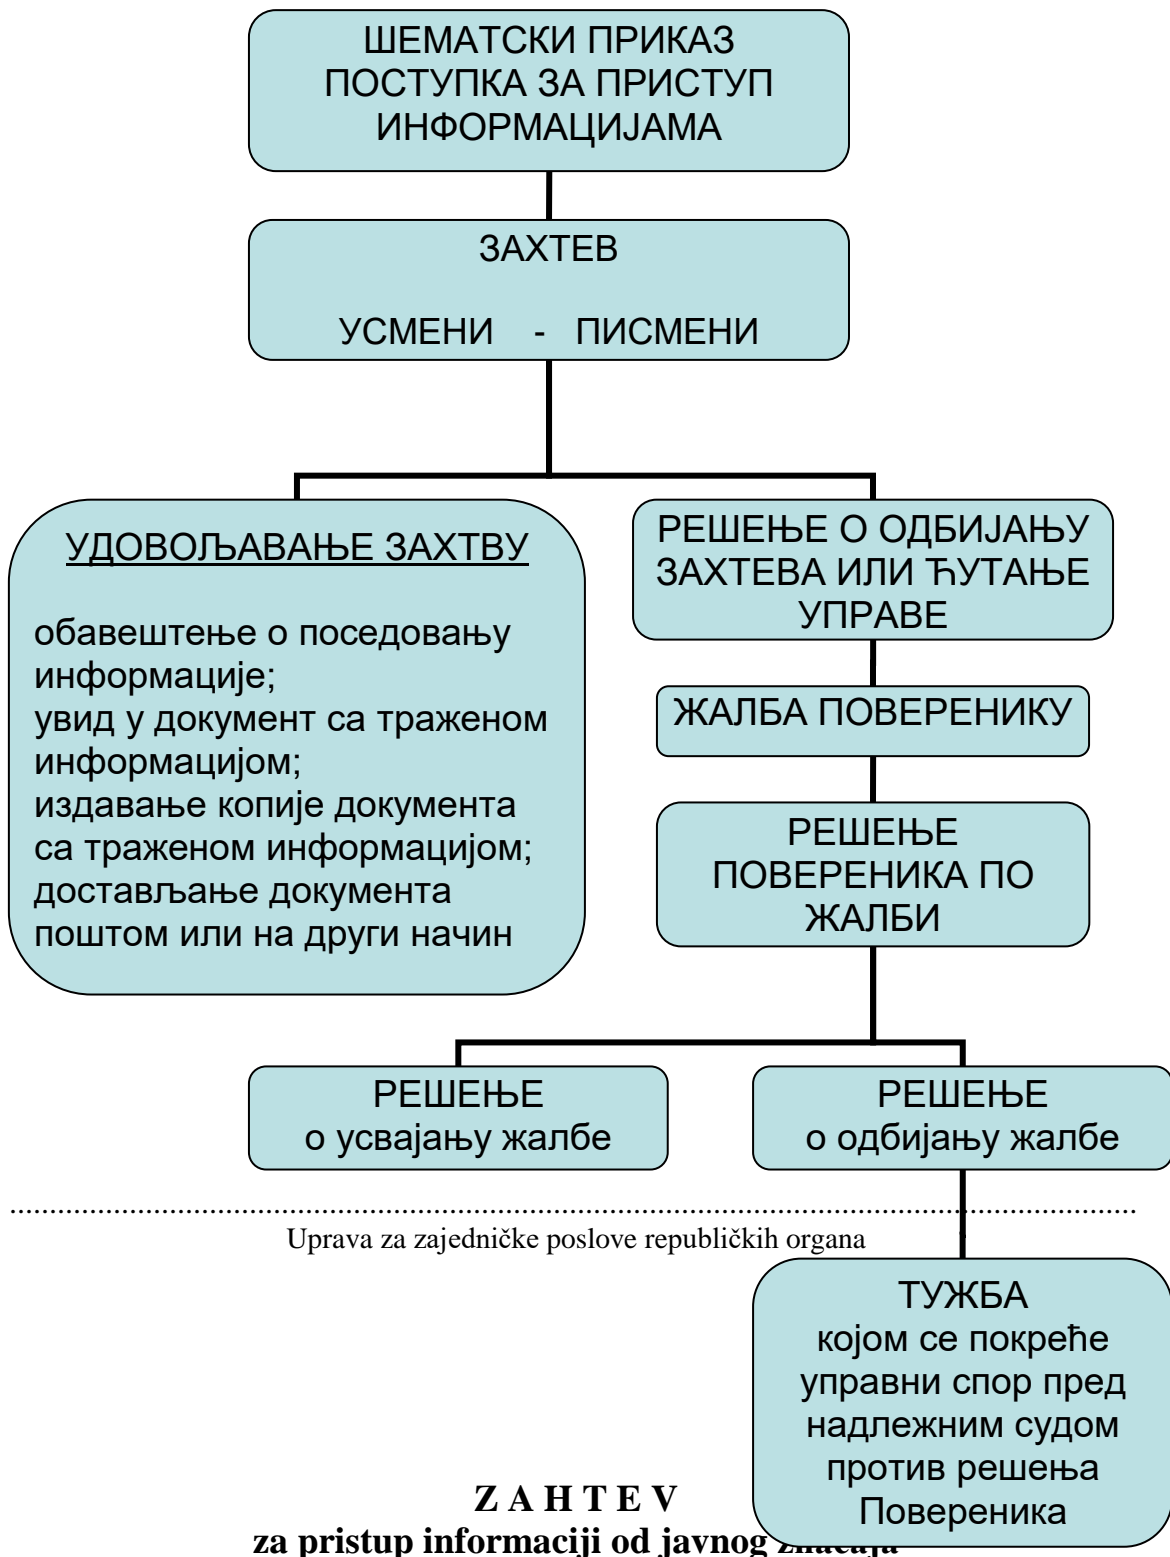 ШЕМАТСКИ ПРИКАЗ
ПОСТУПКА ЗА ПРИСТУП
ИНФОРМАЦИЈАМА
ЗАХТЕВ
УСМЕНИ - ПИСМЕНИ
УДОВОЉАВАЊЕ ЗАХТВУ
обавештење о поседовању
информације;
увид у документ са траженом
информацијом;
издавање копије документа
са траженом информацијом;
достављање документа
поштом или на други начин
РЕШЕЊЕ О ОДБИЈАЊУ
ЗАХТЕВА ИЛИ ЋУТАЊЕ
УПРАВЕ
ЖАЛБА ПОВЕРЕНИКУ
РЕШЕЊЕ
ПОВЕРЕНИКА ПО
ЖАЛБИ
РЕШЕЊЕ
о усвајању жалбе
РЕШЕЊЕ
о одбијању жалбе
Uprava za zajedničke poslove republičkih organa
ТУЖБА
којом се покреће
управни спор пред
надлежним судом
против решења
Повереника
Z A H T E V
za pristup informaciji od javnog